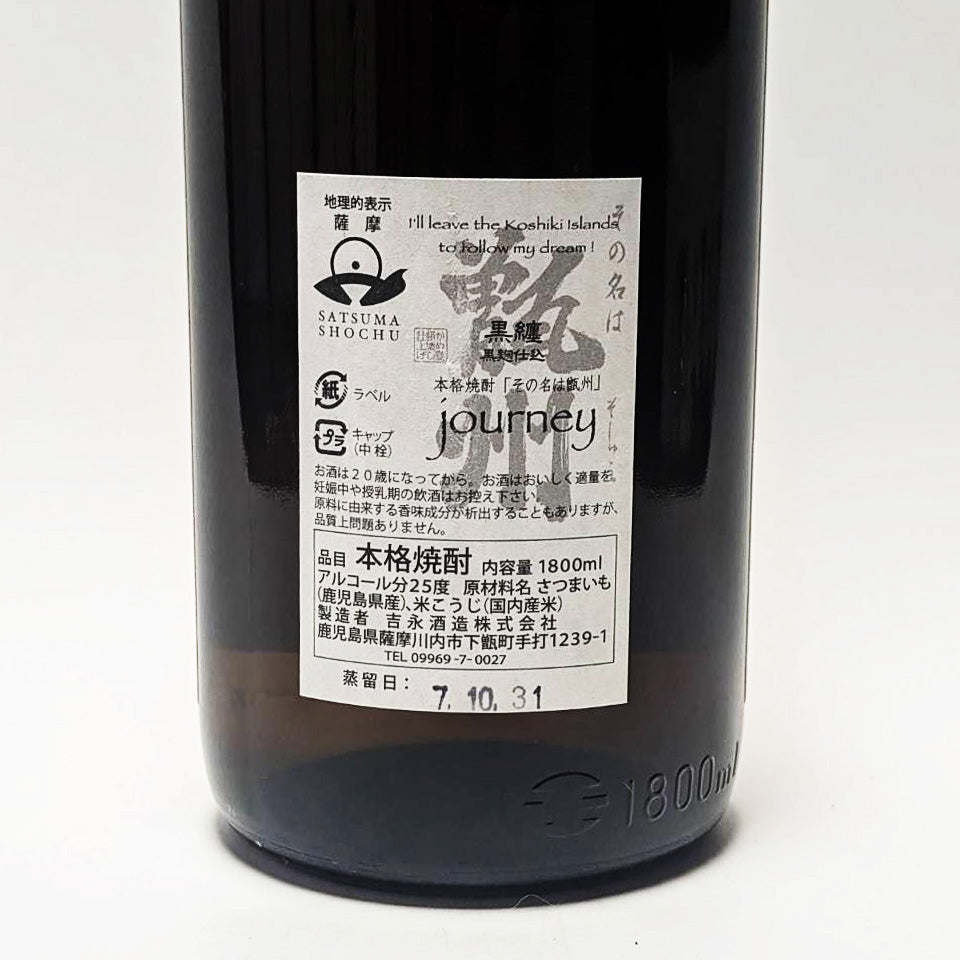 地理的表示
薩摩
SATSUMA
SHOCHU
I'll leave the Koshiki Islands
to follow my dream !
その名は
そしゅう
甑州
黒纏
黒麹仕込
本格焼酎「その名は甑州」
journey
紙 ラベル
プラ キャップ
(中栓)
お酒は20歳になってから。お酒はおいしく適量を。
妊娠中や授乳期の飲酒はお控え下さい。
原料に由来する香味成分が析出することもありますが、
品質上問題ありません。
品目 本格焼酎 内容量 1800ml
アルコール分25度 原材料名 さつまいも
(鹿児島県産)、米こうじ(国内産米)
製造者 吉永酒造株式会社
鹿児島県薩摩川内市下甑町手打1239-1
TEL 09969-7-0027
蒸留日: 7. 10. 31
1800ml